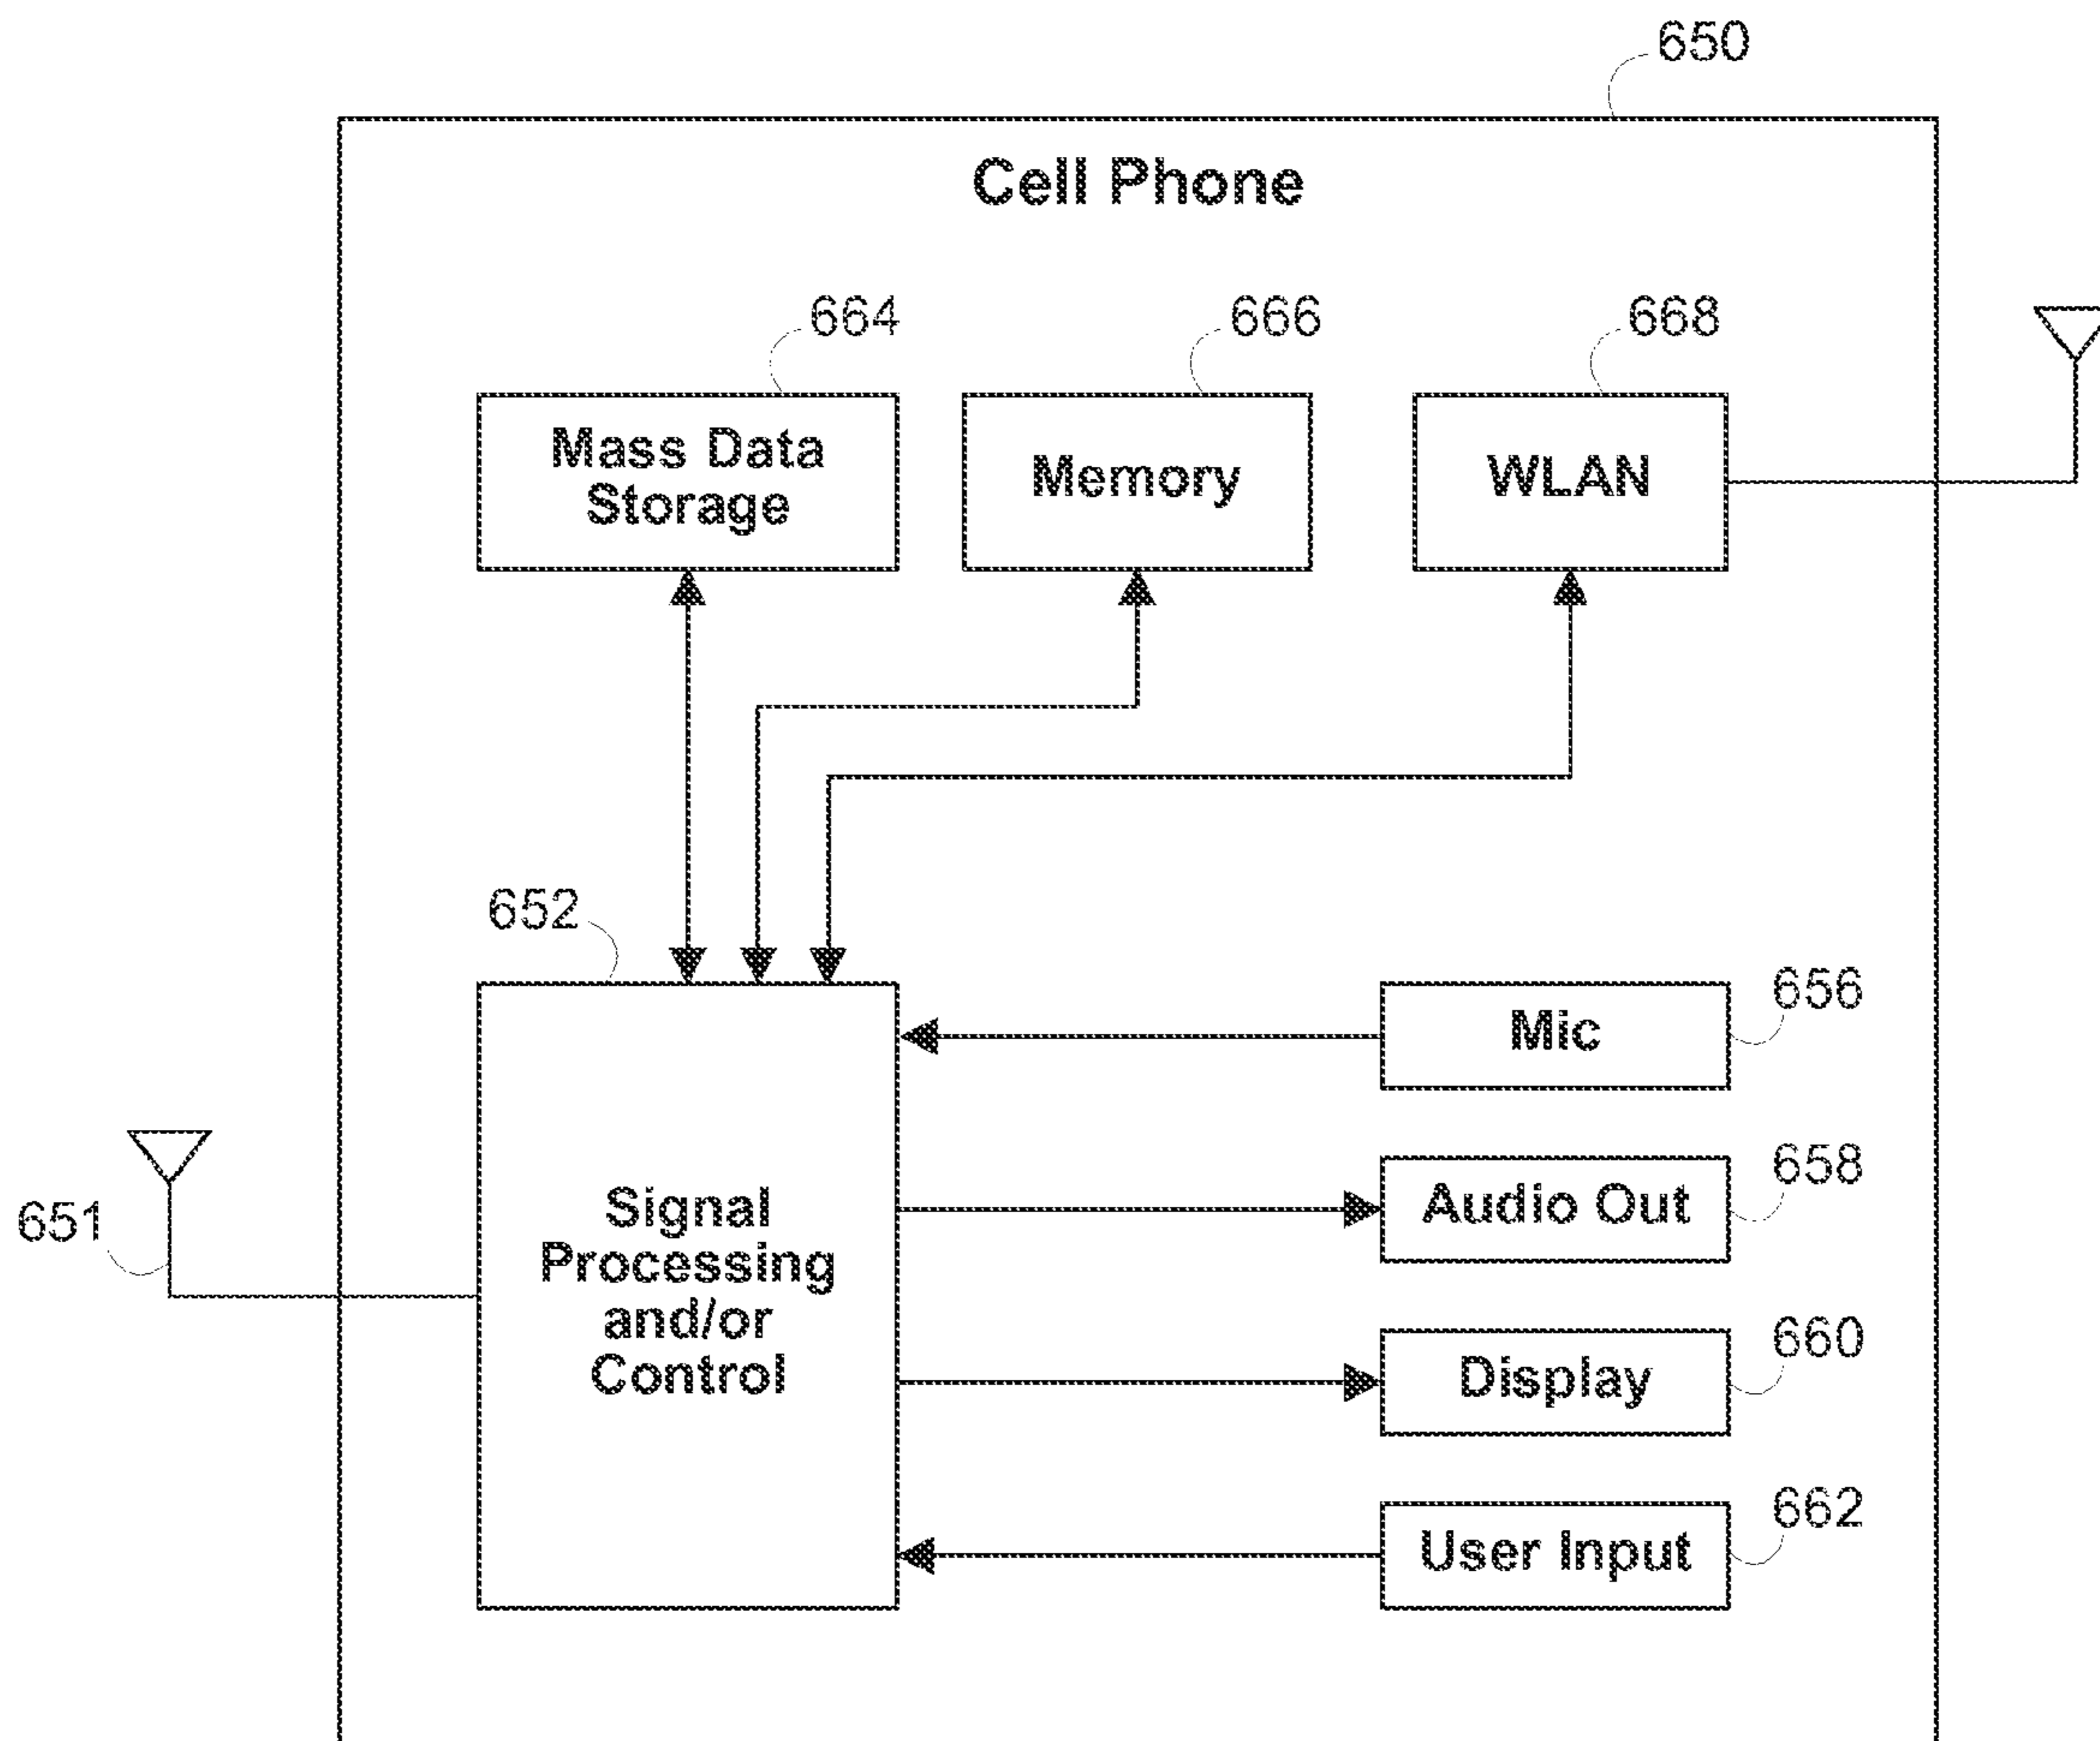 650
Cell Phone
664
666
668
Mass Data
Storage
Memory
WLAN
652
656
Mic
658
Audio Out
651
Signal
Processing
and/or
Control
660
Display
662
User Input